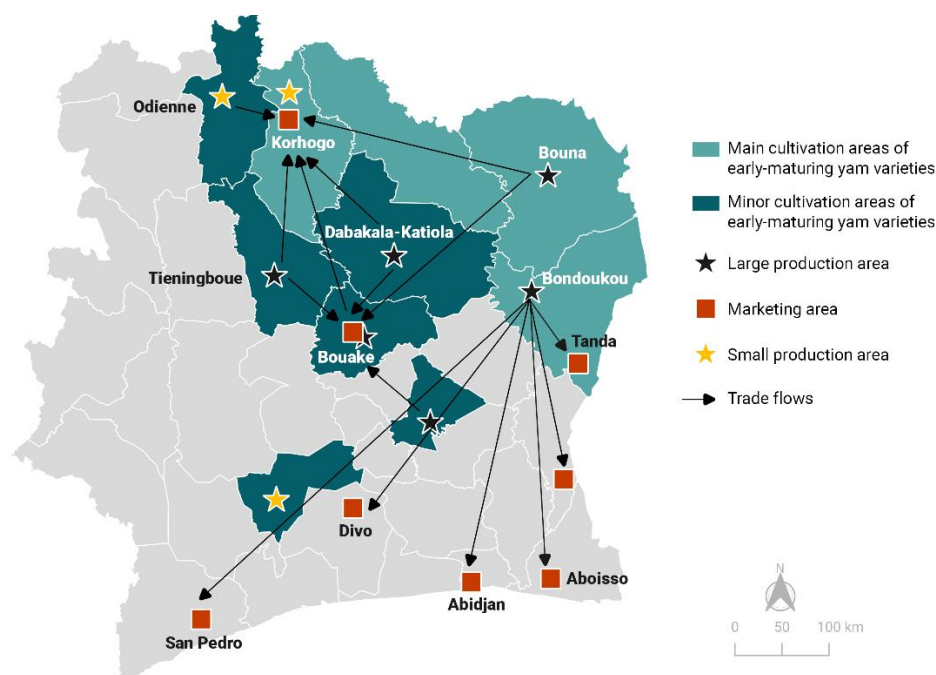 Odienne
Korhogo
Bouna
Dabakala-Katiola
Tieningboue
Bondoukou
Bouake
Tanda
Divo
Aboisso
Abidjan
San Pedro
Main cultivation areas of
early-maturing yam varieties
Minor cultivation areas of
early-maturing yam varieties
Large production area
Marketing area
Small production area
Trade flows
N
0 50 100 km